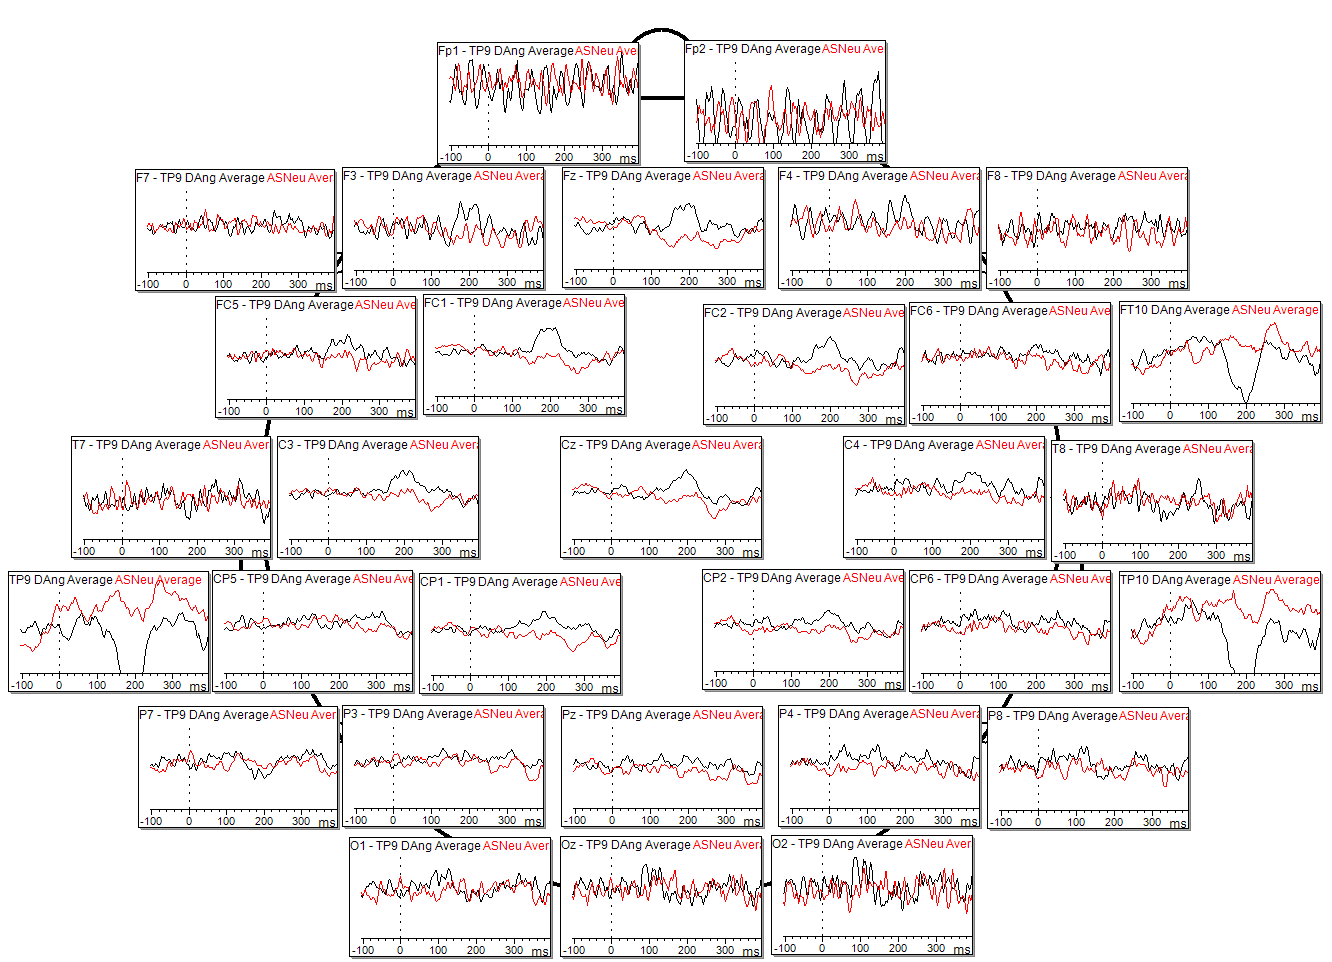 Fp1 - TP9 DAng Average ASNeu Ave
-100 0 100 200 300 ms
Fp2 - TP9 DAng Average ASNeu Ave
-100 0 100 200 300 ms
F7 - TP9 DAng Average ASNeu Aver
-100 0 100 200 300 ms
F3 - TP9 DAng Average ASNeu Avera
-100 0 100 200 300 ms
Fz - TP9 DAng Average ASNeu Avera
-100 0 100 200 300 ms
F4 - TP9 DAng Average ASNeu Avera
-100 0 100 200 300 ms
F8 - TP9 DAng Average ASNeu Avera
-100 0 100 200 300 ms
FC5 - TP9 DAng Average ASNeu Ave
-100 0 100 200 300 ms
FC1 - TP9 DAng Average ASNeu Ave
-100 0 100 200 300 ms
FC2 - TP9 DAng Average ASNeu Ave
-100 0 100 200 300 ms
FC6 - TP9 DAng Average ASNeu Ave
-100 0 100 200 300 ms
FT10 DAng Average ASNeu Average
-100 0 100 200 300 ms
T7 - TP9 DAng Average ASNeu Aver
-100 0 100 200 300 ms
C3 - TP9 DAng Average ASNeu Avera
-100 0 100 200 300 ms
Cz - TP9 DAng Average ASNeu Avera
-100 0 100 200 300 ms
C4 - TP9 DAng Average ASNeu Avera
-100 0 100 200 300 ms
T8 - TP9 DAng Average ASNeu Avera
-100 0 100 200 300 ms
TP9 DAng Average ASNeu Average
-100 0 100 200 300 ms
CP5 - TP9 DAng Average ASNeu Ave
-100 0 100 200 300 ms
CP1 - TP9 DAng Average ASNeu Ave
-100 0 100 200 300 ms
CP2 - TP9 DAng Average ASNeu Ave
-100 0 100 200 300 ms
CP6 - TP9 DAng Average ASNeu Ave
-100 0 100 200 300 ms
TP10 DAng Average ASNeu Average
-100 0 100 200 300 ms
P7 - TP9 DAng Average ASNeu Aver
-100 0 100 200 300 ms
P3 - TP9 DAng Average ASNeu Avera
-100 0 100 200 300 ms
Pz - TP9 DAng Average ASNeu Avera
-100 0 100 200 300 ms
P4 - TP9 DAng Average ASNeu Avera
-100 0 100 200 300 ms
P8 - TP9 DAng Average ASNeu Avera
-100 0 100 200 300 ms
O1 - TP9 DAng Average ASNeu Aver
-100 0 100 200 300 ms
Oz - TP9 DAng Average ASNeu Aver
-100 0 100 200 300 ms
O2 - TP9 DAng Average ASNeu Aver
-100 0 100 200 300 ms